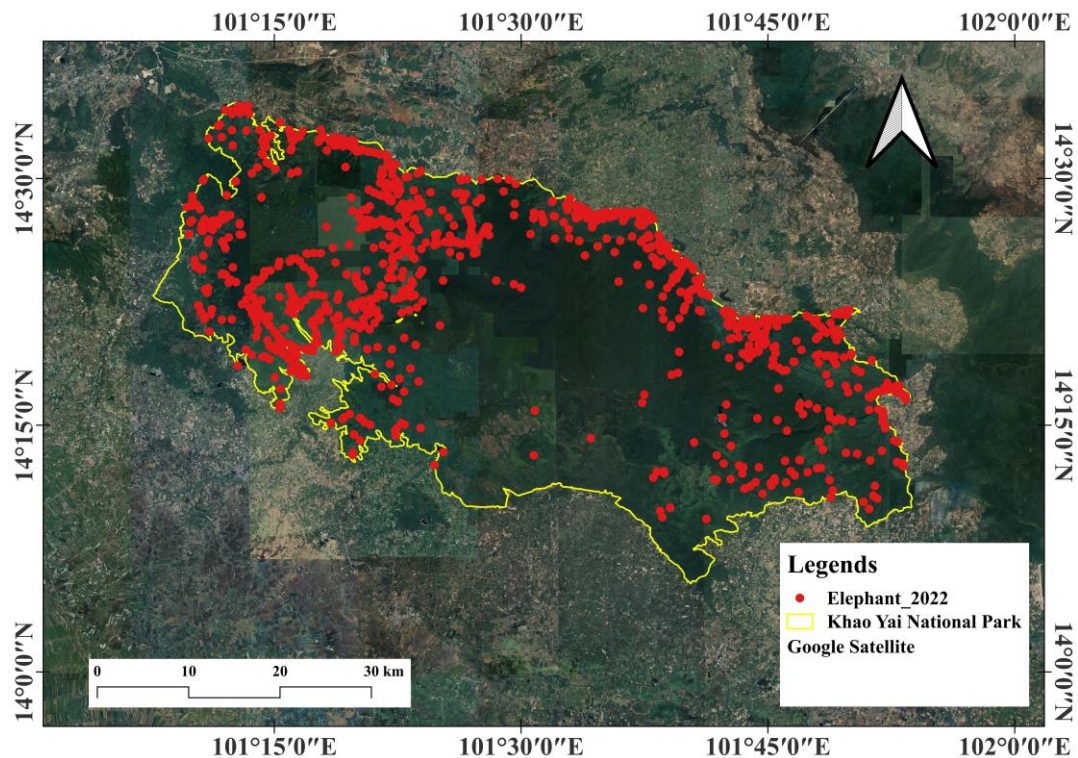 101°15′0″E 101°30′0″E 101°45′0″E 102°0′0″E
14°30′0″N
14°30′0″N
14°15′0″N
14°15′0″N
14°0′0″N
14°0′0″N
Legends
Elephant_2022
Khao Yai National Park
Google Satellite
0 10 20 30 km
101°15′0″E 101°30′0″E 101°45′0″E 102°0′0″E